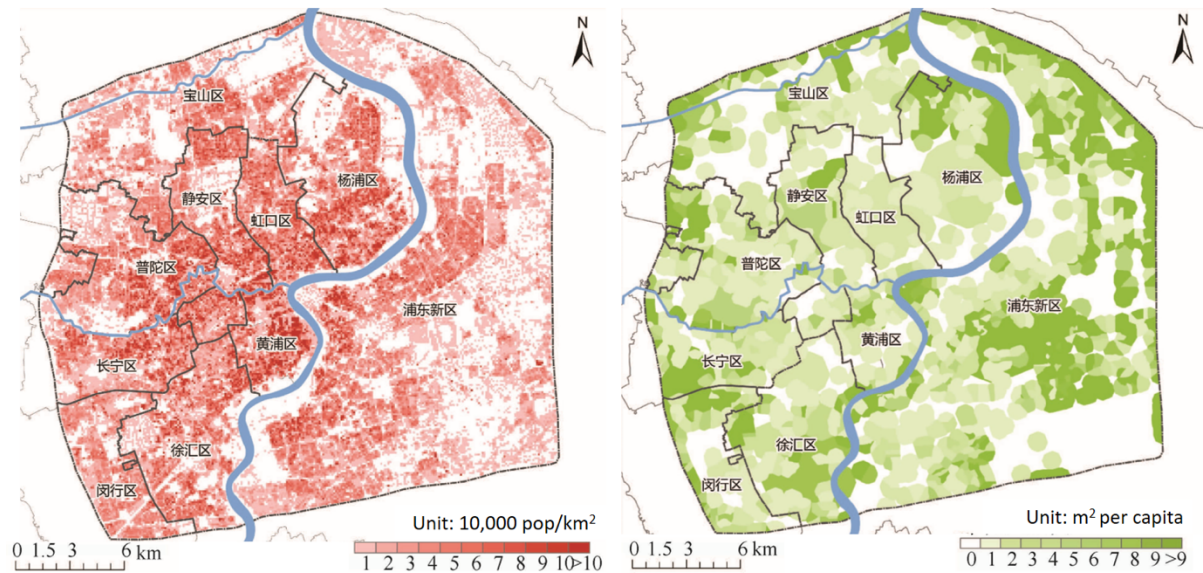 N
宝山区
杨浦区
静安区
虹口区
普陀区
浦东新区
黄浦区
长宁区
徐汇区
闵行区
Unit: 10,000 pop/km²
0 1.5 3 6 km
1 2 3 4 5 6 7 8 9 10>10
N
宝山区
杨浦区
静安区
虹口区
普陀区
浦东新区
黄浦区
长宁区
徐汇区
闵行区
Unit: m² per capita
0 1.5 3 6 km
0 1 2 3 4 5 6 7 8 9>9